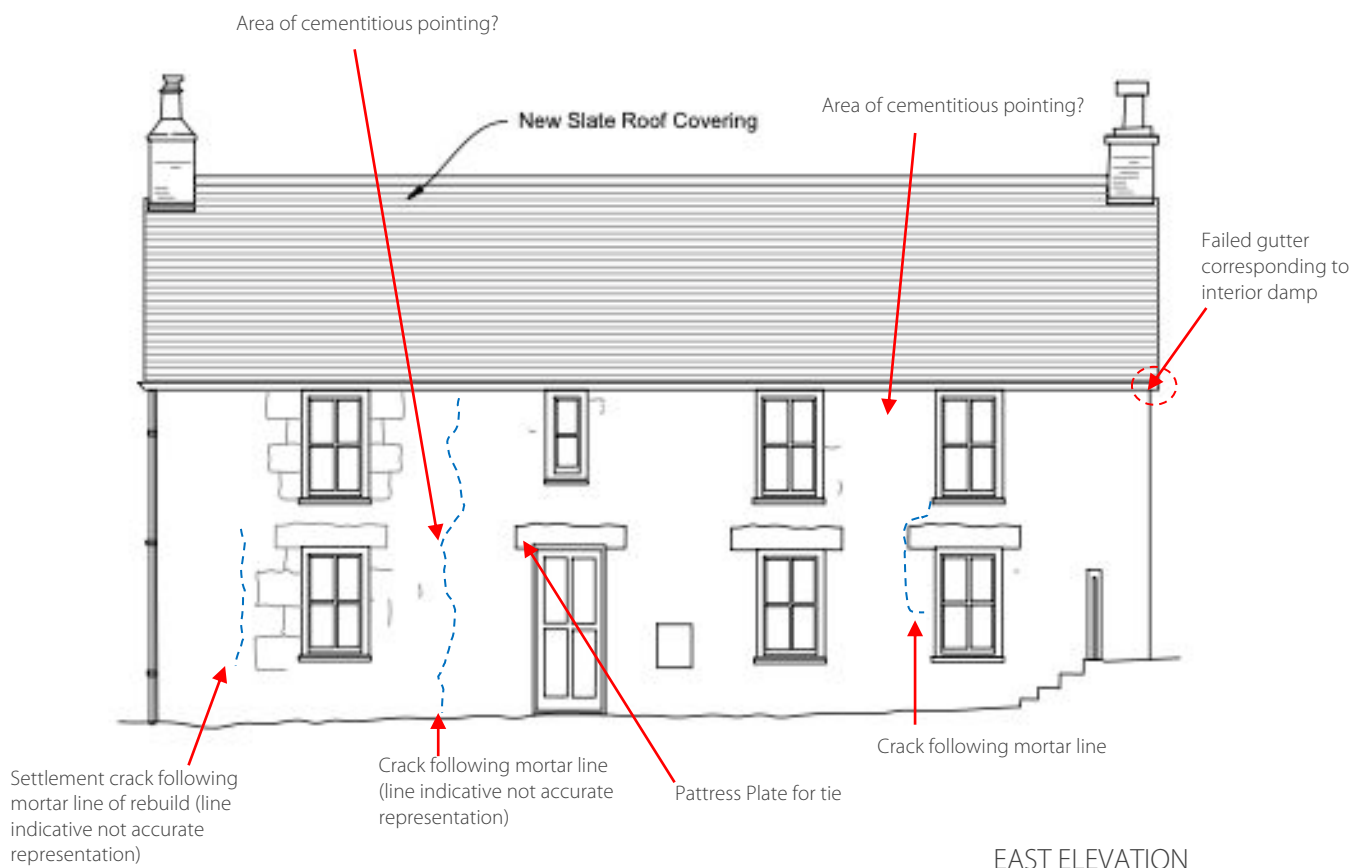 Area of cementitious pointing?
Area of cementitious pointing?
New Slate Roof Covering
Failed gutter
corresponding to
interior damp
Settlement crack following
mortar line of rebuild (line
indicative not accurate
representation)
Crack following mortar line
(line indicative not accurate
representation)
Pattress Plate for tie
Crack following mortar line
EAST ELEVATION